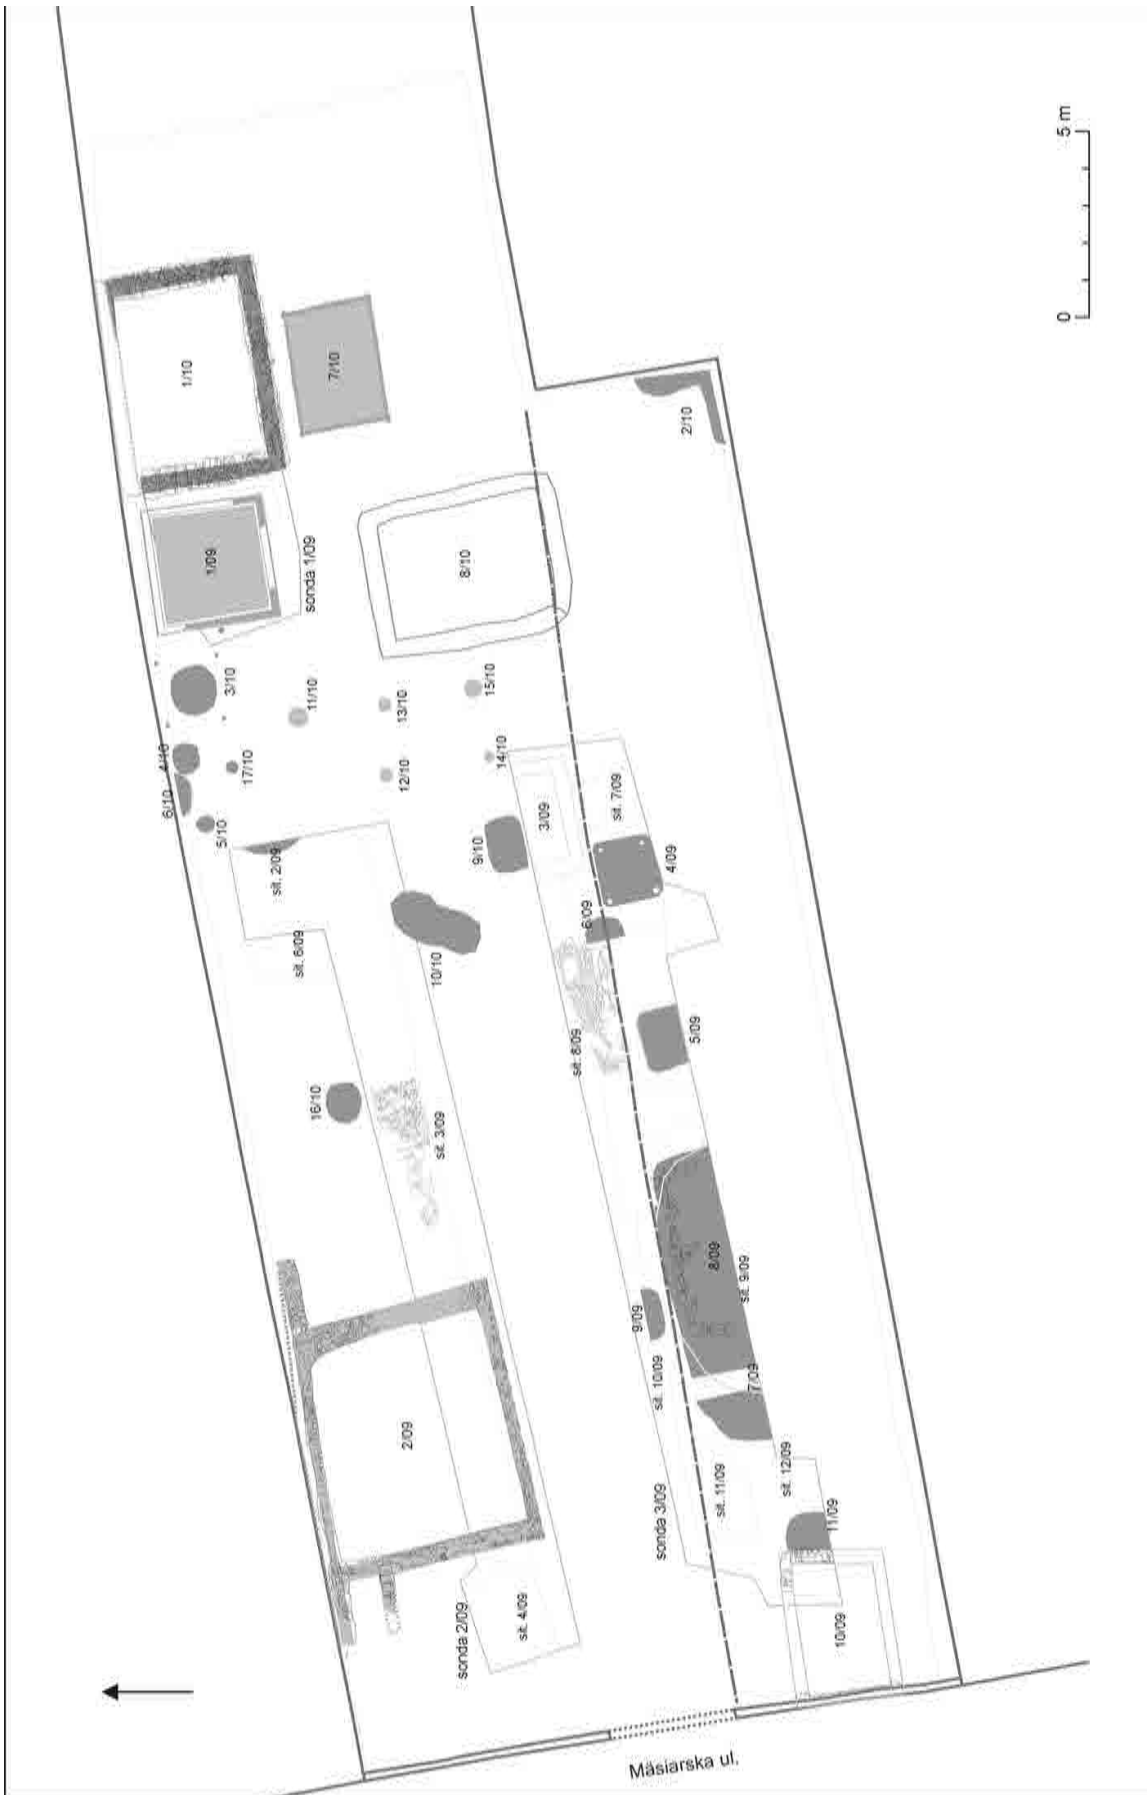 0
5 m
1/10
7/10
2/10
1/09
sonda 1/09
8/10
3/10
11/10
13/10
15/10
4/10
17/10
12/10
14/10
6/10
5/10
sit. 2/09
9/10
3/09
sit. 7/09
4/09
sit. 6/09
10/10
6/09
16/10
sit. 3/09
sit. 8/09
5/09
8/09
sit. 9/09
9/09
sit. 10/09
7/09
2/09
sit. 11/09
sit. 12/09
sonda 3/09
11/09
sonda 2/09
sit. 4/09
10/09
Mäsiarska ul.